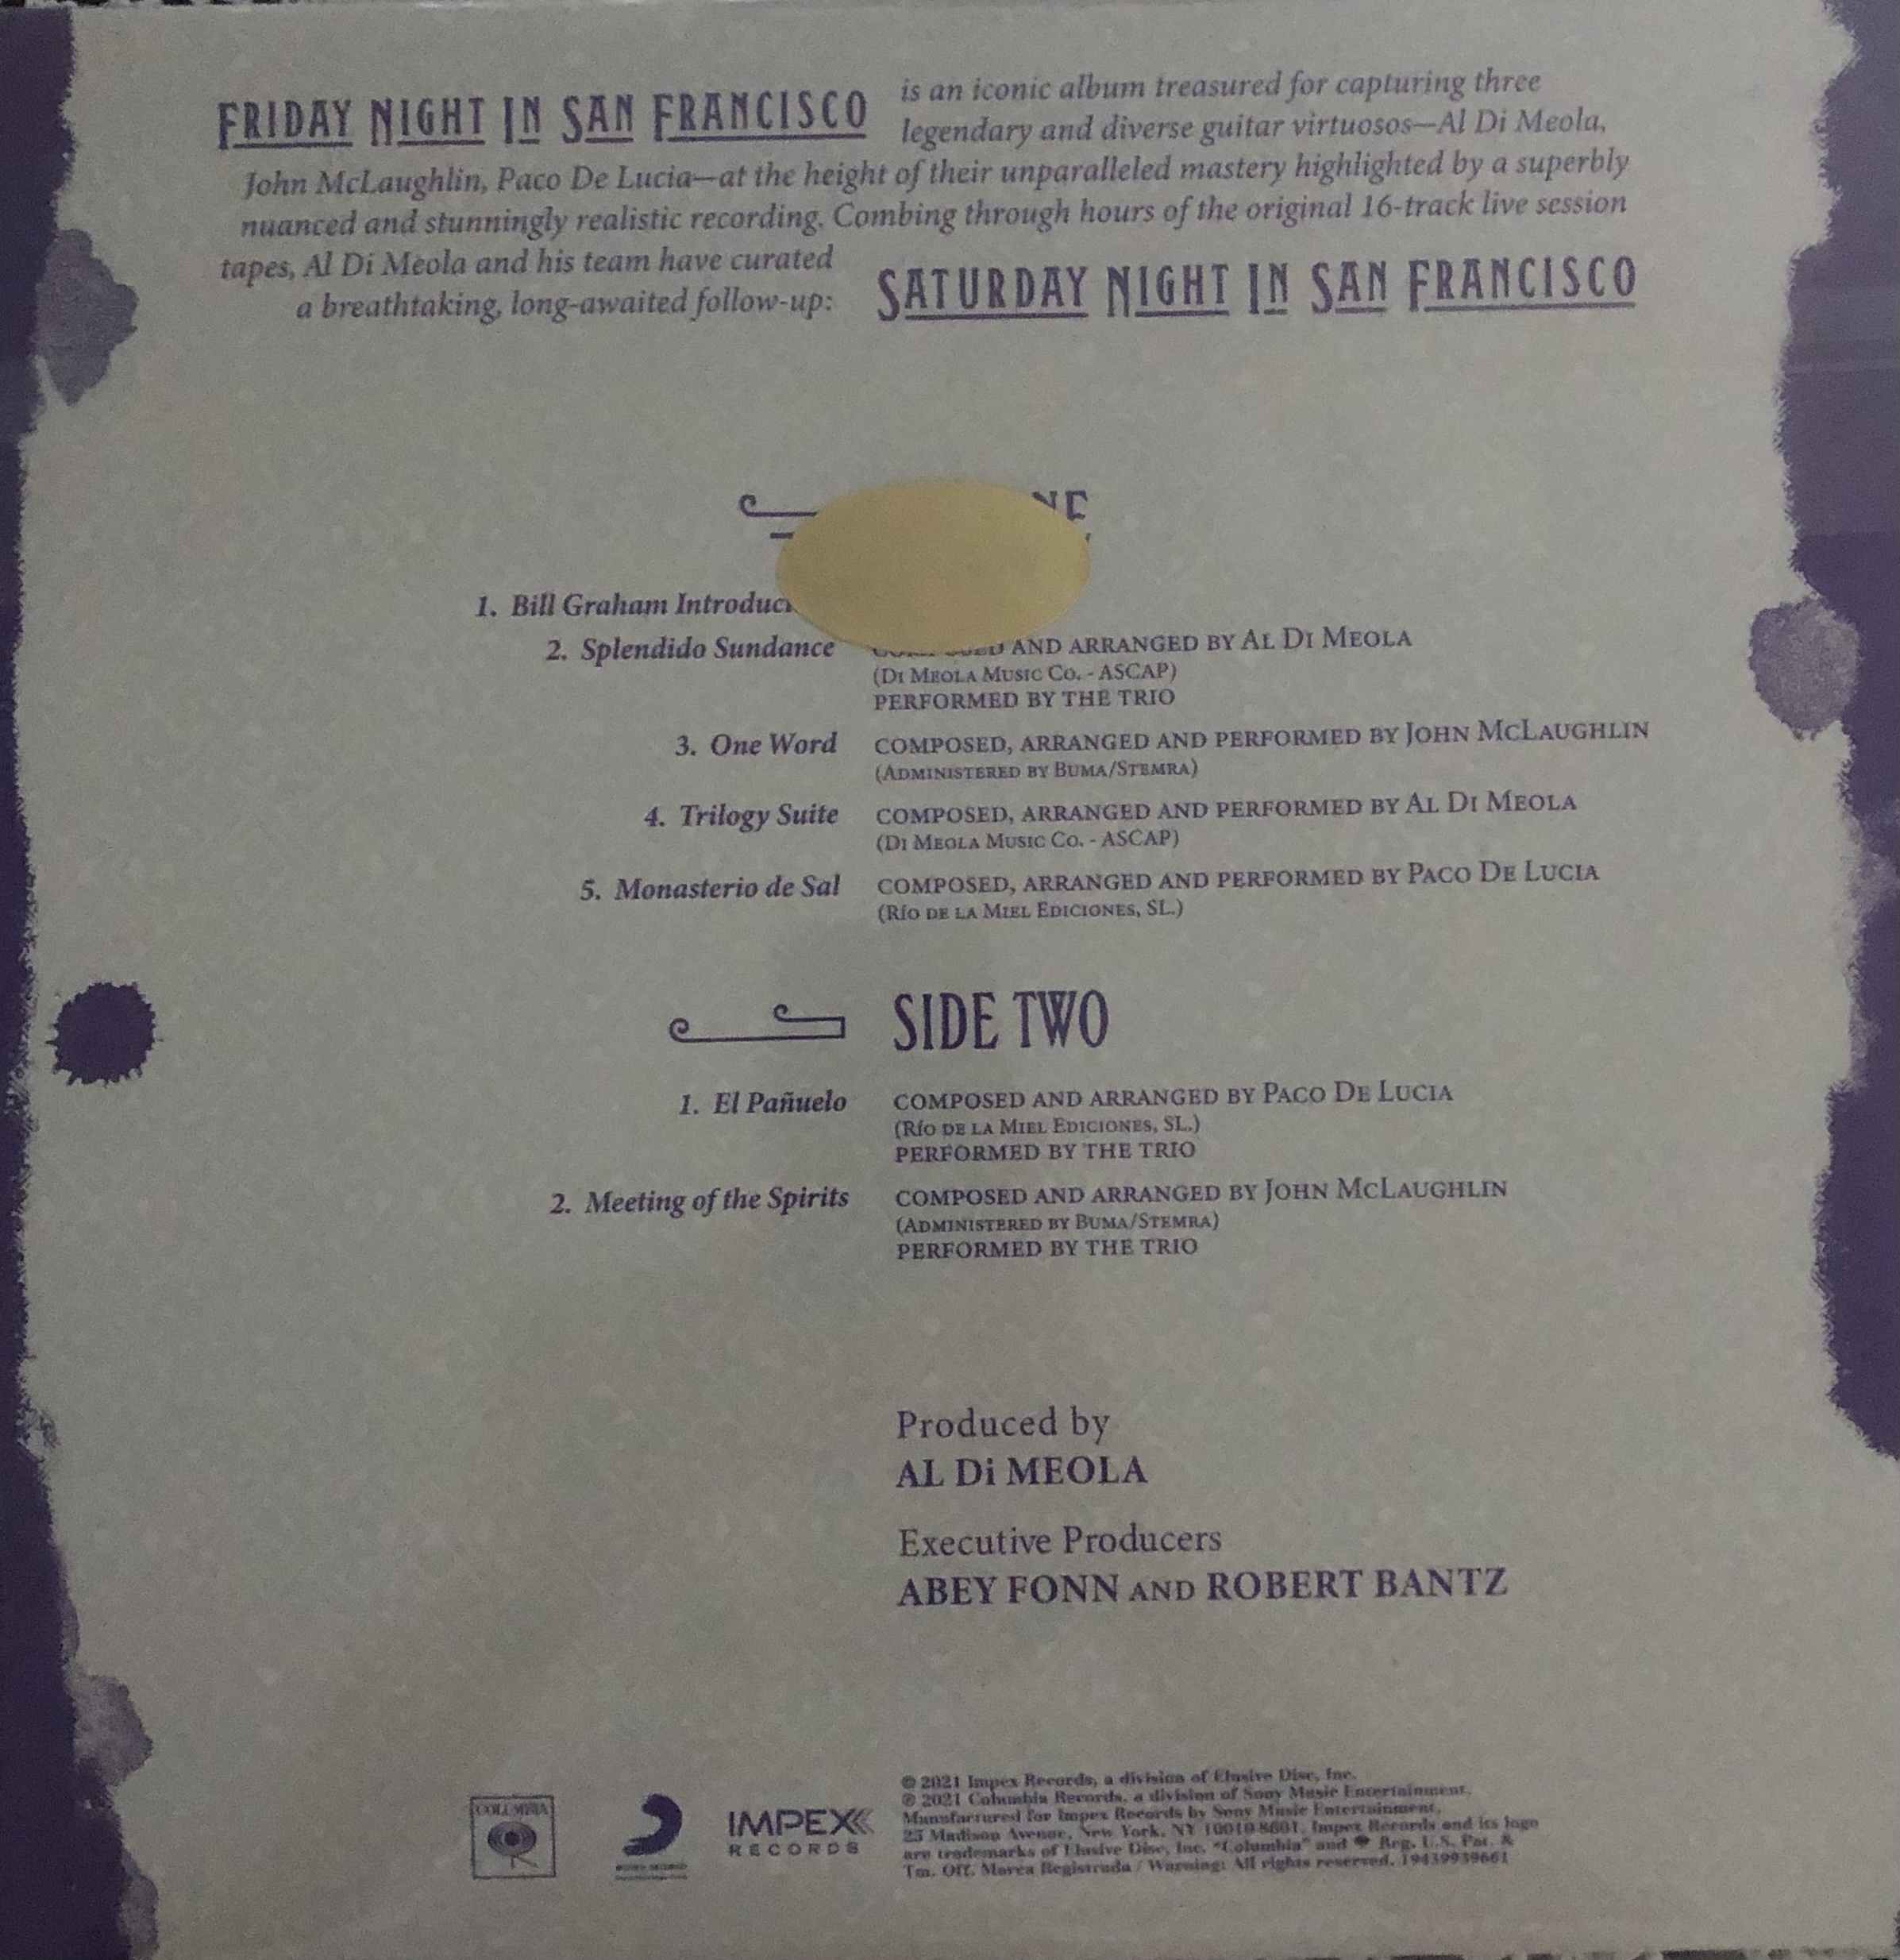 FRIDAY NIGHT IN SAN FRANCISCO is an iconic album treasured for capturing three
legendary and diverse guitar virtuosos—Al Di Meola,
John McLaughlin, Paco De Lucia—at the height of their unparalleled mastery highlighted by a superbly
nuanced and stunningly realistic recording. Combing through hours of the original 16-track live session
tapes, Al Di Meola and his team have curated
a breathtaking, long-awaited follow-up: SATURDAY NIGHT IN SAN FRANCISCO
1. Bill Graham
2. Splendido Sundance AND ARRANGED BY AL DI MEOLA
(DI MEOLA MUSIC CO. - ASCAP)
PERFORMED BY THE TRIO
3. One Word COMPOSED, ARRANGED AND PERFORMED BY JOHN MCLAUGHLIN
(ADMINISTERED BY BUMA/STEMRA)
4. Trilogy Suite COMPOSED, ARRANGED AND PERFORMED BY AL DI MEOLA
(DI MEOLA MUSIC CO. - ASCAP)
5. Monasterio de Sal COMPOSED, ARRANGED AND PERFORMED BY PACO DE LUCIA
(RÍO DE LA MIEL EDICIONES, SL.)
SIDE TWO
1. El Pañuelo COMPOSED AND ARRANGED BY PACO DE LUCIA
(RÍO DE LA MIEL EDICIONES, SL.)
PERFORMED BY THE TRIO
2. Meeting of the Spirits COMPOSED AND ARRANGED BY JOHN MCLAUGHLIN
(ADMINISTERED BY BUMA/STEMRA)
PERFORMED BY THE TRIO
Produced by
AL Di MEOLA
Executive Producers
ABEY FONN AND ROBERT BANTZ
COLUMBIA
IMPEX
RECORDS
© 2021 Impex Records, a division of Elusive Disc, Inc.
℗ 2021 Columbia Records, a division of Sony Music Entertainment.
Manufactured for Impex Records by Sony Music Entertainment,
25 Madison Avenue, New York, NY 10010-8601. Impex Records and its logo
are trademarks of Elusive Disc, Inc. "Columbia" and Reg. U.S. Pat. &
Tm. Off. Marca Registrada / Warning: All rights reserved. 19439939661